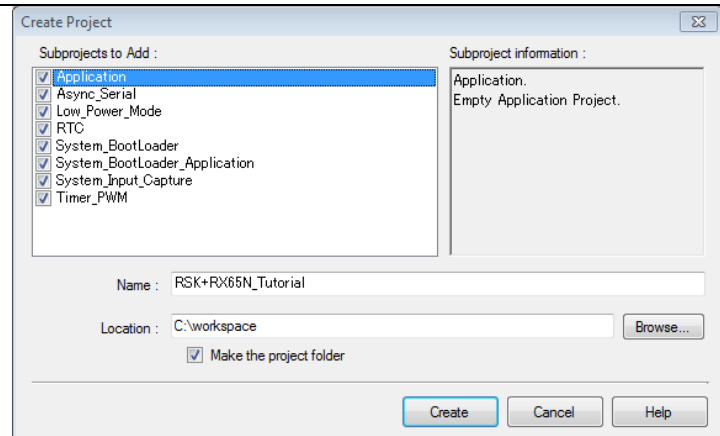 Create Project
Subprojects to Add :
Subproject information :
Application
Async_Serial
Low_Power_Mode
RTC
System_BootLoader
System_BootLoader_Application
System_Input_Capture
Timer_PWM
Application.
Empty Application Project.
Name : RSK+RX65N_Tutorial
Location : C:\workspace Browse...
Make the project folder
Create Cancel Help